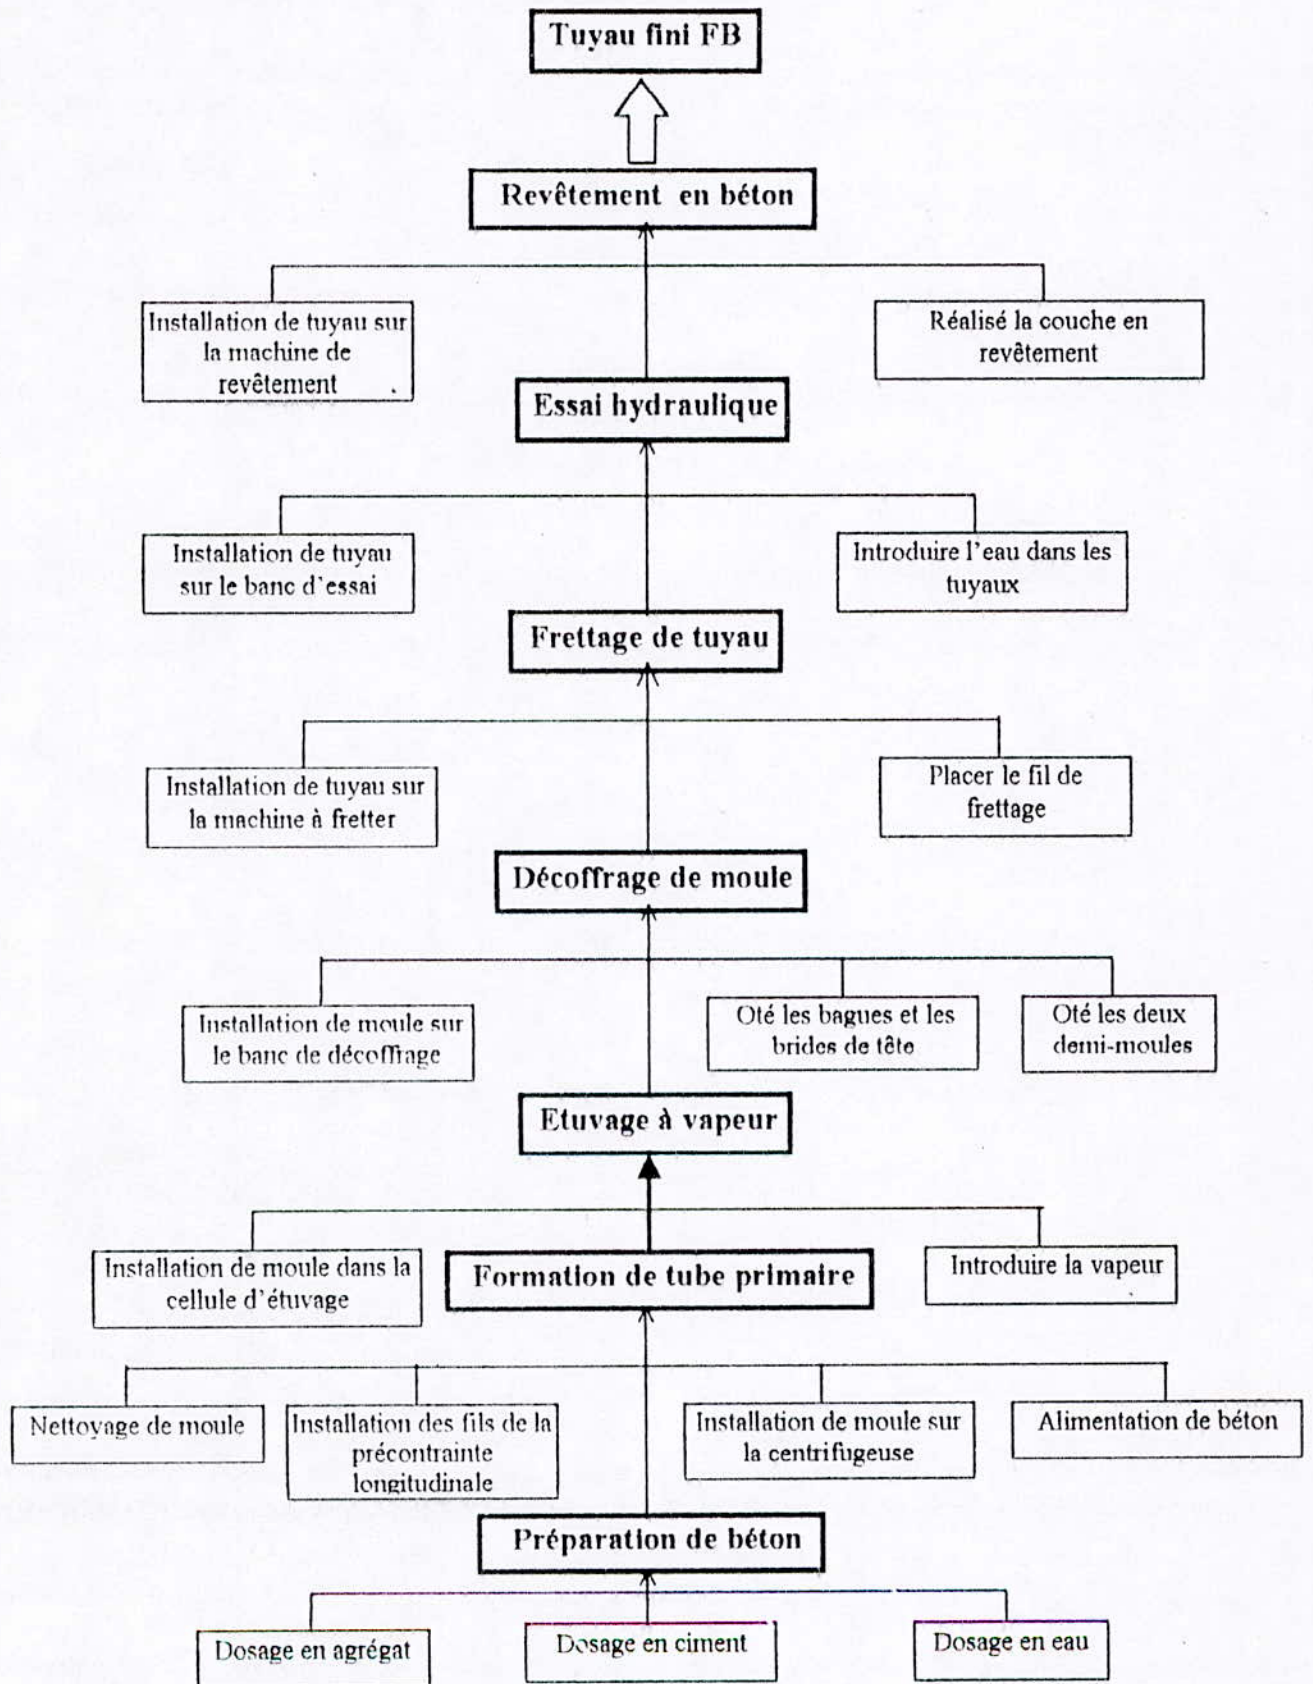 Tuyau fini FB
Revêtement en béton
Installation de tuyau sur
la machine de
revêtement
Réalisé la couche en
revêtement
Essai hydraulique
Installation de tuyau
sur le banc d'essai
Introduire l'eau dans les
tuyaux
Frettage de tuyau
Installation de tuyau sur
la machine à fretter
Placer le fil de
frettage
Décoffrage de moule
Installation de moule sur
le banc de décoffrage
Oté les bagues et les
brides de tête
Oté les deux
demi-moules
Etuvage à vapeur
Installation de moule dans la
cellule d'étuvage
Formation de tube primaire
Introduire la vapeur
Nettoyage de moule
Installation des fils de la
précontrainte
longitudinale
Installation de moule sur
la centrifugeuse
Alimentation de béton
Préparation de béton
Dosage en agrégat
Dosage en ciment
Dosage en eau